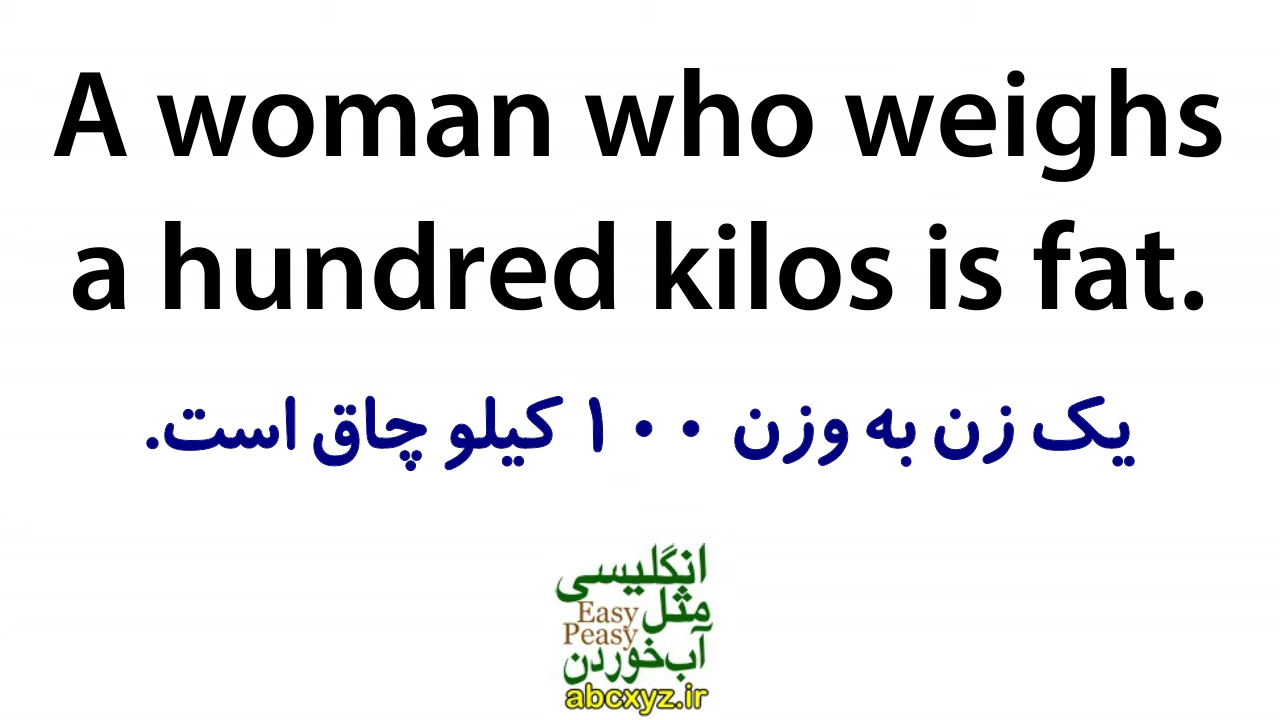 A woman who weighs
a hundred kilos is fat.
یک زن به وزن ۱۰۰ کیلو چاق است.
انگلیسی
مثل
Easy
Peasy
آب‌خوردن
abcxyz.ir